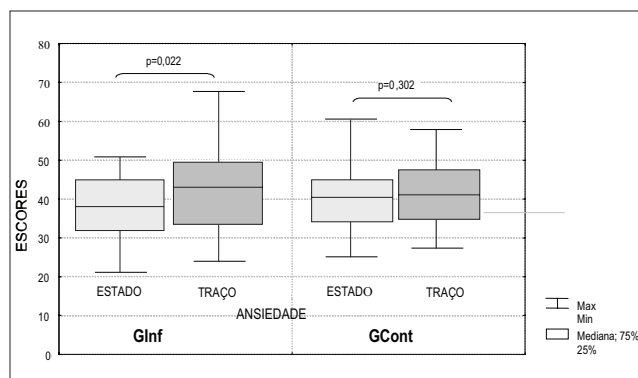 80
70
60
50
40
30
20
10
0
ESCORES
p=0,022
p=0,302
ESTADO
TRAÇO
ESTADO
TRAÇO
ANSIEDADE
GInf
GCont
Max
Min
Mediana; 75%
25%